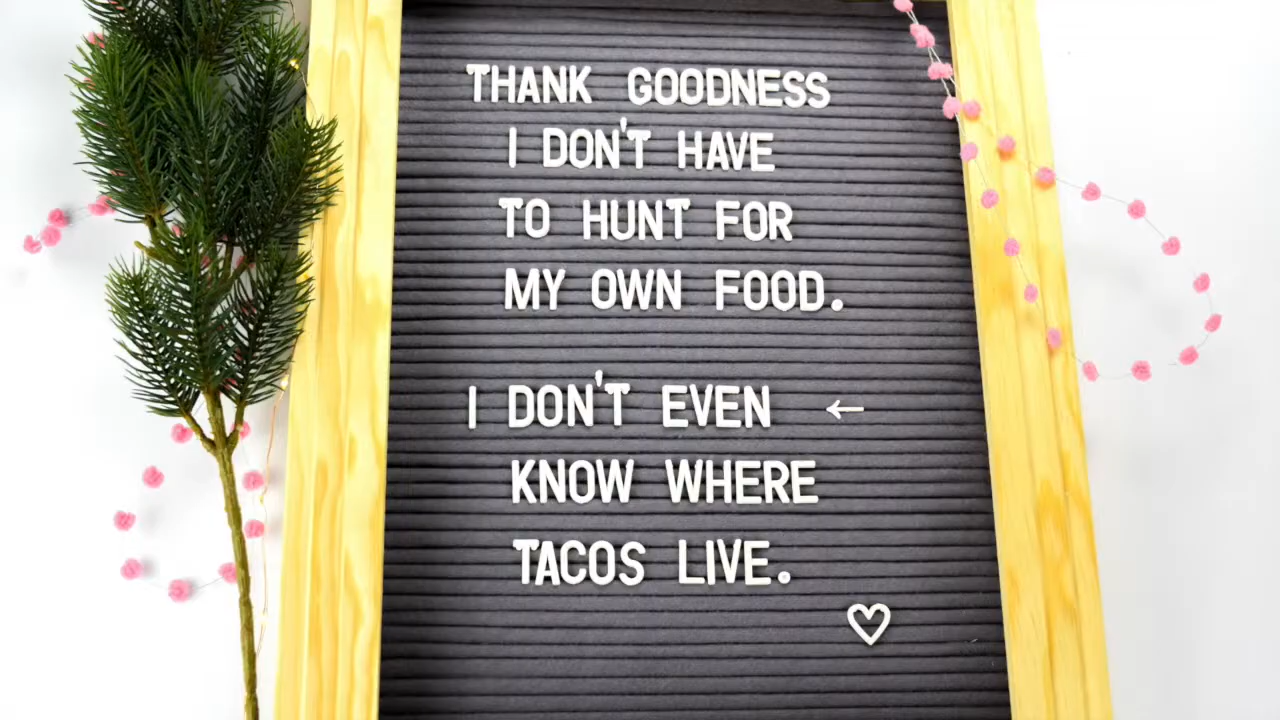 THANK GOODNESS
I DON'T HAVE
TO HUNT FOR
MY OWN FOOD.
I DON'T EVEN ←
KNOW WHERE
TACOS LIVE.
♡